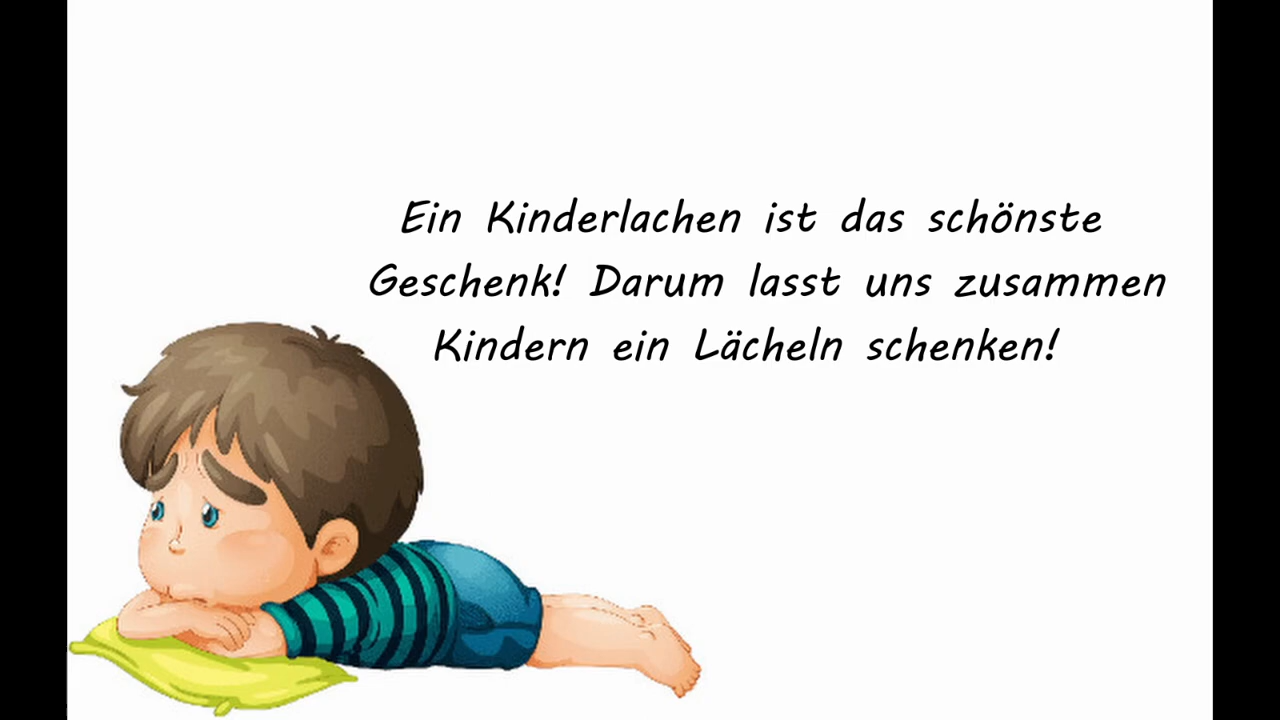 Ein Kinderlachen ist das schönste
Geschenk! Darum lasst uns zusammen
Kindern ein Lächeln schenken!